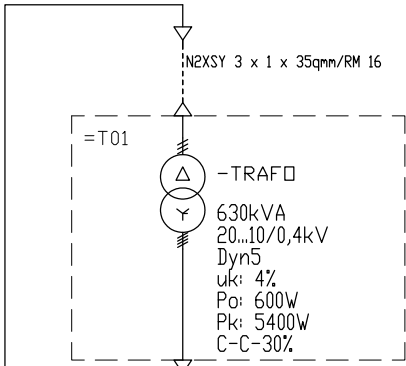 N2XSY 3 x 1 x 35qmm/RM 16
=T01
-TRAFO
630kVA
20...10/0,4kV
Dyn5
uk: 4%
Po: 600W
Pk: 5400W
C-C-30%